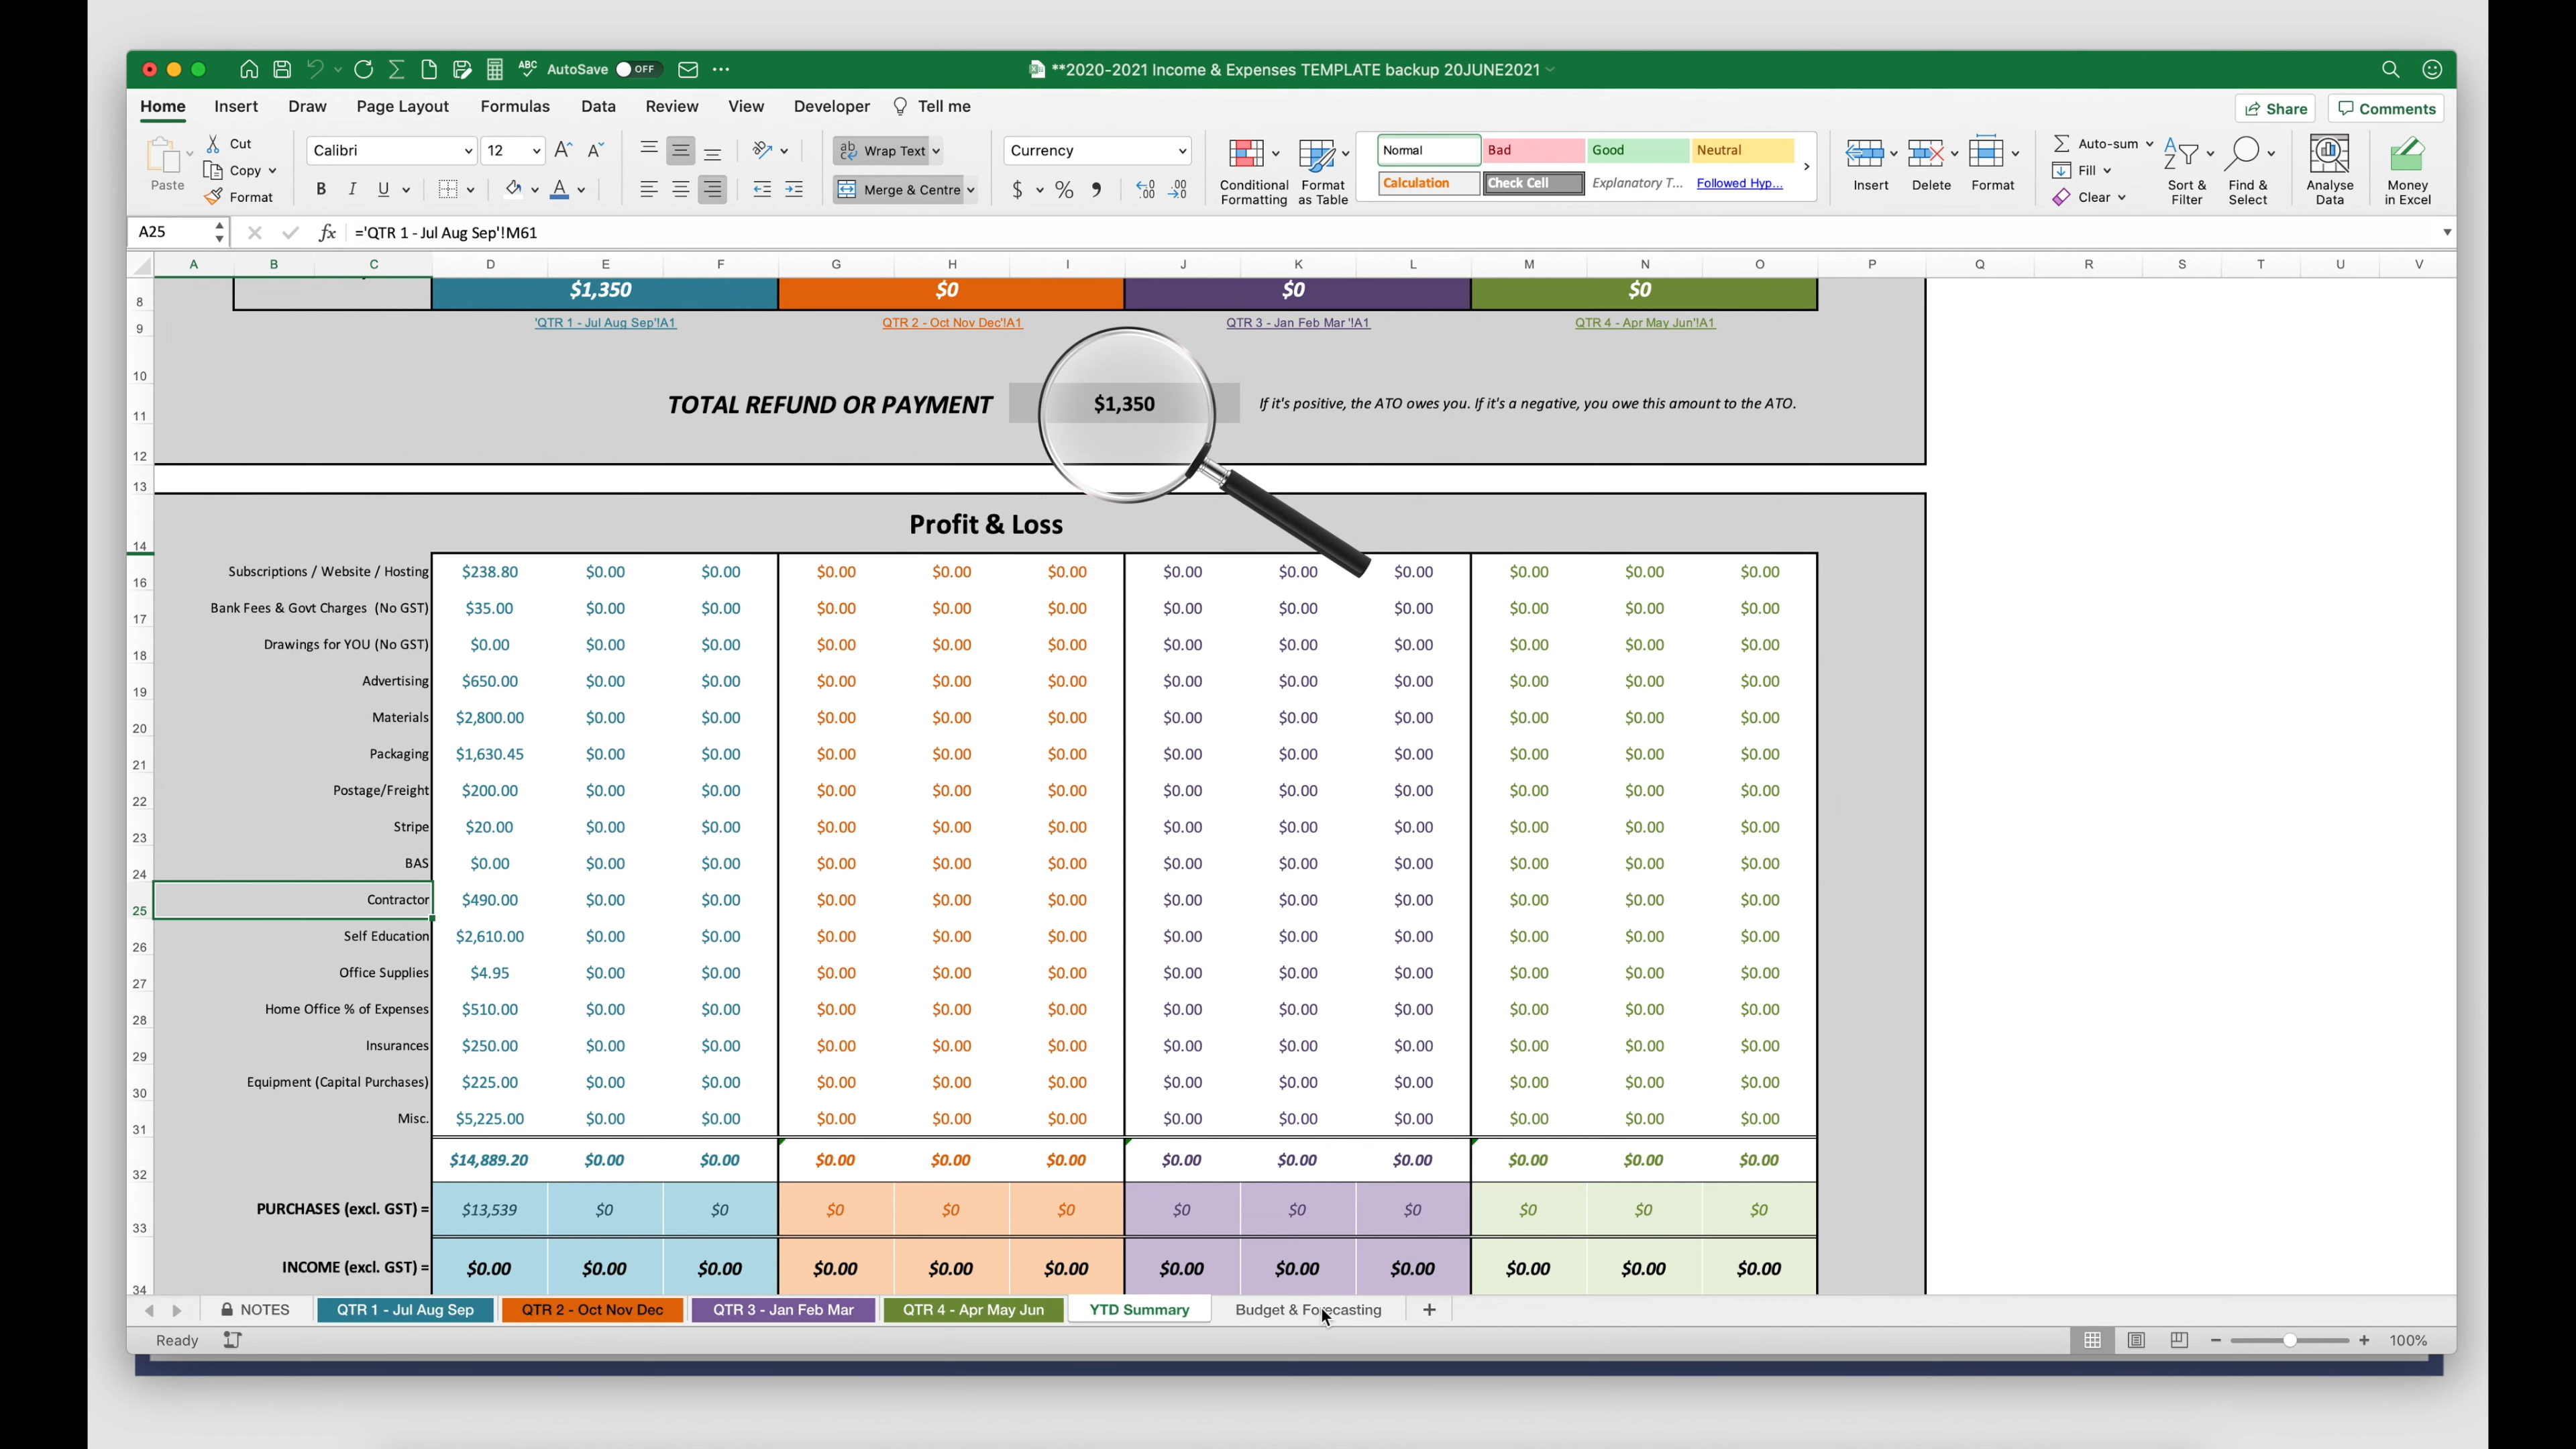 AutoSave OFF **2020-2021 Income & Expenses TEMPLATE backup 20JUNE2021
Home Insert Draw Page Layout Formulas Data Review View Developer Tell me Share Comments
Paste Cut Copy Format
Calibri 12
Wrap Text
Merge & Centre
Currency
Conditional Formatting
Format as Table
Normal Bad Good Neutral
Calculation Check Cell Explanatory T... Followed Hyp...
Insert Delete Format
Auto-sum
Fill
Clear
Sort & Filter
Find & Select
Analyse Data
Money in Excel
A25 fx ='QTR 1 - Jul Aug Sep'!M61
A B C D E F G H I J K L M N O P Q R S T U V
8 $1,350 $0 $0 $0
9 'QTR 1 - Jul Aug Sep'!A1 QTR 2 - Oct Nov Dec'!A1 QTR 3 - Jan Feb Mar '!A1 QTR 4 - Apr May Jun'!A1
10
11 TOTAL REFUND OR PAYMENT $1,350 If it's positive, the ATO owes you. If it's a negative, you owe this amount to the ATO.
12
13
14 Profit & Loss
16 Subscriptions / Website / Hosting $238.80 $0.00 $0.00 $0.00 $0.00 $0.00 $0.00 $0.00 $0.00 $0.00 $0.00 $0.00
17 Bank Fees & Govt Charges (No GST) $35.00 $0.00 $0.00 $0.00 $0.00 $0.00 $0.00 $0.00 $0.00 $0.00 $0.00 $0.00
18 Drawings for YOU (No GST) $0.00 $0.00 $0.00 $0.00 $0.00 $0.00 $0.00 $0.00 $0.00 $0.00 $0.00 $0.00
19 Advertising $650.00 $0.00 $0.00 $0.00 $0.00 $0.00 $0.00 $0.00 $0.00 $0.00 $0.00 $0.00
20 Materials $2,800.00 $0.00 $0.00 $0.00 $0.00 $0.00 $0.00 $0.00 $0.00 $0.00 $0.00 $0.00
21 Packaging $1,630.45 $0.00 $0.00 $0.00 $0.00 $0.00 $0.00 $0.00 $0.00 $0.00 $0.00 $0.00
22 Postage/Freight $200.00 $0.00 $0.00 $0.00 $0.00 $0.00 $0.00 $0.00 $0.00 $0.00 $0.00 $0.00
23 Stripe $20.00 $0.00 $0.00 $0.00 $0.00 $0.00 $0.00 $0.00 $0.00 $0.00 $0.00 $0.00
24 BAS $0.00 $0.00 $0.00 $0.00 $0.00 $0.00 $0.00 $0.00 $0.00 $0.00 $0.00 $0.00
25 Contractor $490.00 $0.00 $0.00 $0.00 $0.00 $0.00 $0.00 $0.00 $0.00 $0.00 $0.00 $0.00
26 Self Education $2,610.00 $0.00 $0.00 $0.00 $0.00 $0.00 $0.00 $0.00 $0.00 $0.00 $0.00 $0.00
27 Office Supplies $4.95 $0.00 $0.00 $0.00 $0.00 $0.00 $0.00 $0.00 $0.00 $0.00 $0.00 $0.00
28 Home Office % of Expenses $510.00 $0.00 $0.00 $0.00 $0.00 $0.00 $0.00 $0.00 $0.00 $0.00 $0.00 $0.00
29 Insurances $250.00 $0.00 $0.00 $0.00 $0.00 $0.00 $0.00 $0.00 $0.00 $0.00 $0.00 $0.00
30 Equipment (Capital Purchases) $225.00 $0.00 $0.00 $0.00 $0.00 $0.00 $0.00 $0.00 $0.00 $0.00 $0.00 $0.00
31 Misc. $5,225.00 $0.00 $0.00 $0.00 $0.00 $0.00 $0.00 $0.00 $0.00 $0.00 $0.00 $0.00
32 $14,889.20 $0.00 $0.00 $0.00 $0.00 $0.00 $0.00 $0.00 $0.00 $0.00 $0.00 $0.00
33 PURCHASES (excl. GST) = $13,539 $0 $0 $0 $0 $0 $0 $0 $0 $0 $0 $0
34 INCOME (excl. GST) = $0.00 $0.00 $0.00 $0.00 $0.00 $0.00 $0.00 $0.00 $0.00 $0.00 $0.00 $0.00
NOTES QTR 1 - Jul Aug Sep QTR 2 - Oct Nov Dec QTR 3 - Jan Feb Mar QTR 4 - Apr May Jun YTD Summary Budget & Forecasting +
Ready 100%